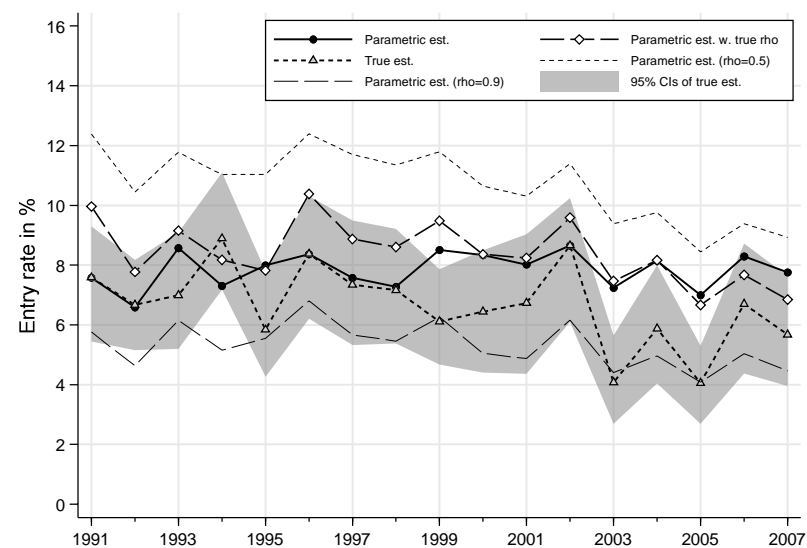 16
14
12
10
8
6
4
2
0
Entry rate in %
Parametric est.
Parametric est. w. true rho
True est.
Parametric est. (rho=0.5)
Parametric est. (rho=0.9)
95% CIs of true est.
1991 1993 1995 1997 1999 2001 2003 2005 2007